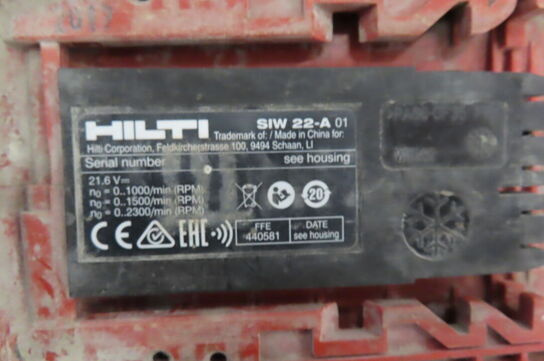 HILTI
SIW 22-A 01
Trademark of: / Made in China for:
Hilti Corporation, Feldkircherstrasse 100, 9494 Schaan, LI
Serial number see housing
21.6 V
n₀ = 0..1000/min (RPM)
n₀ = 0..1500/min (RPM)
n₀ = 0..2300/min (RPM)
20
CE EAC
FFE
440581
DATE
see housing